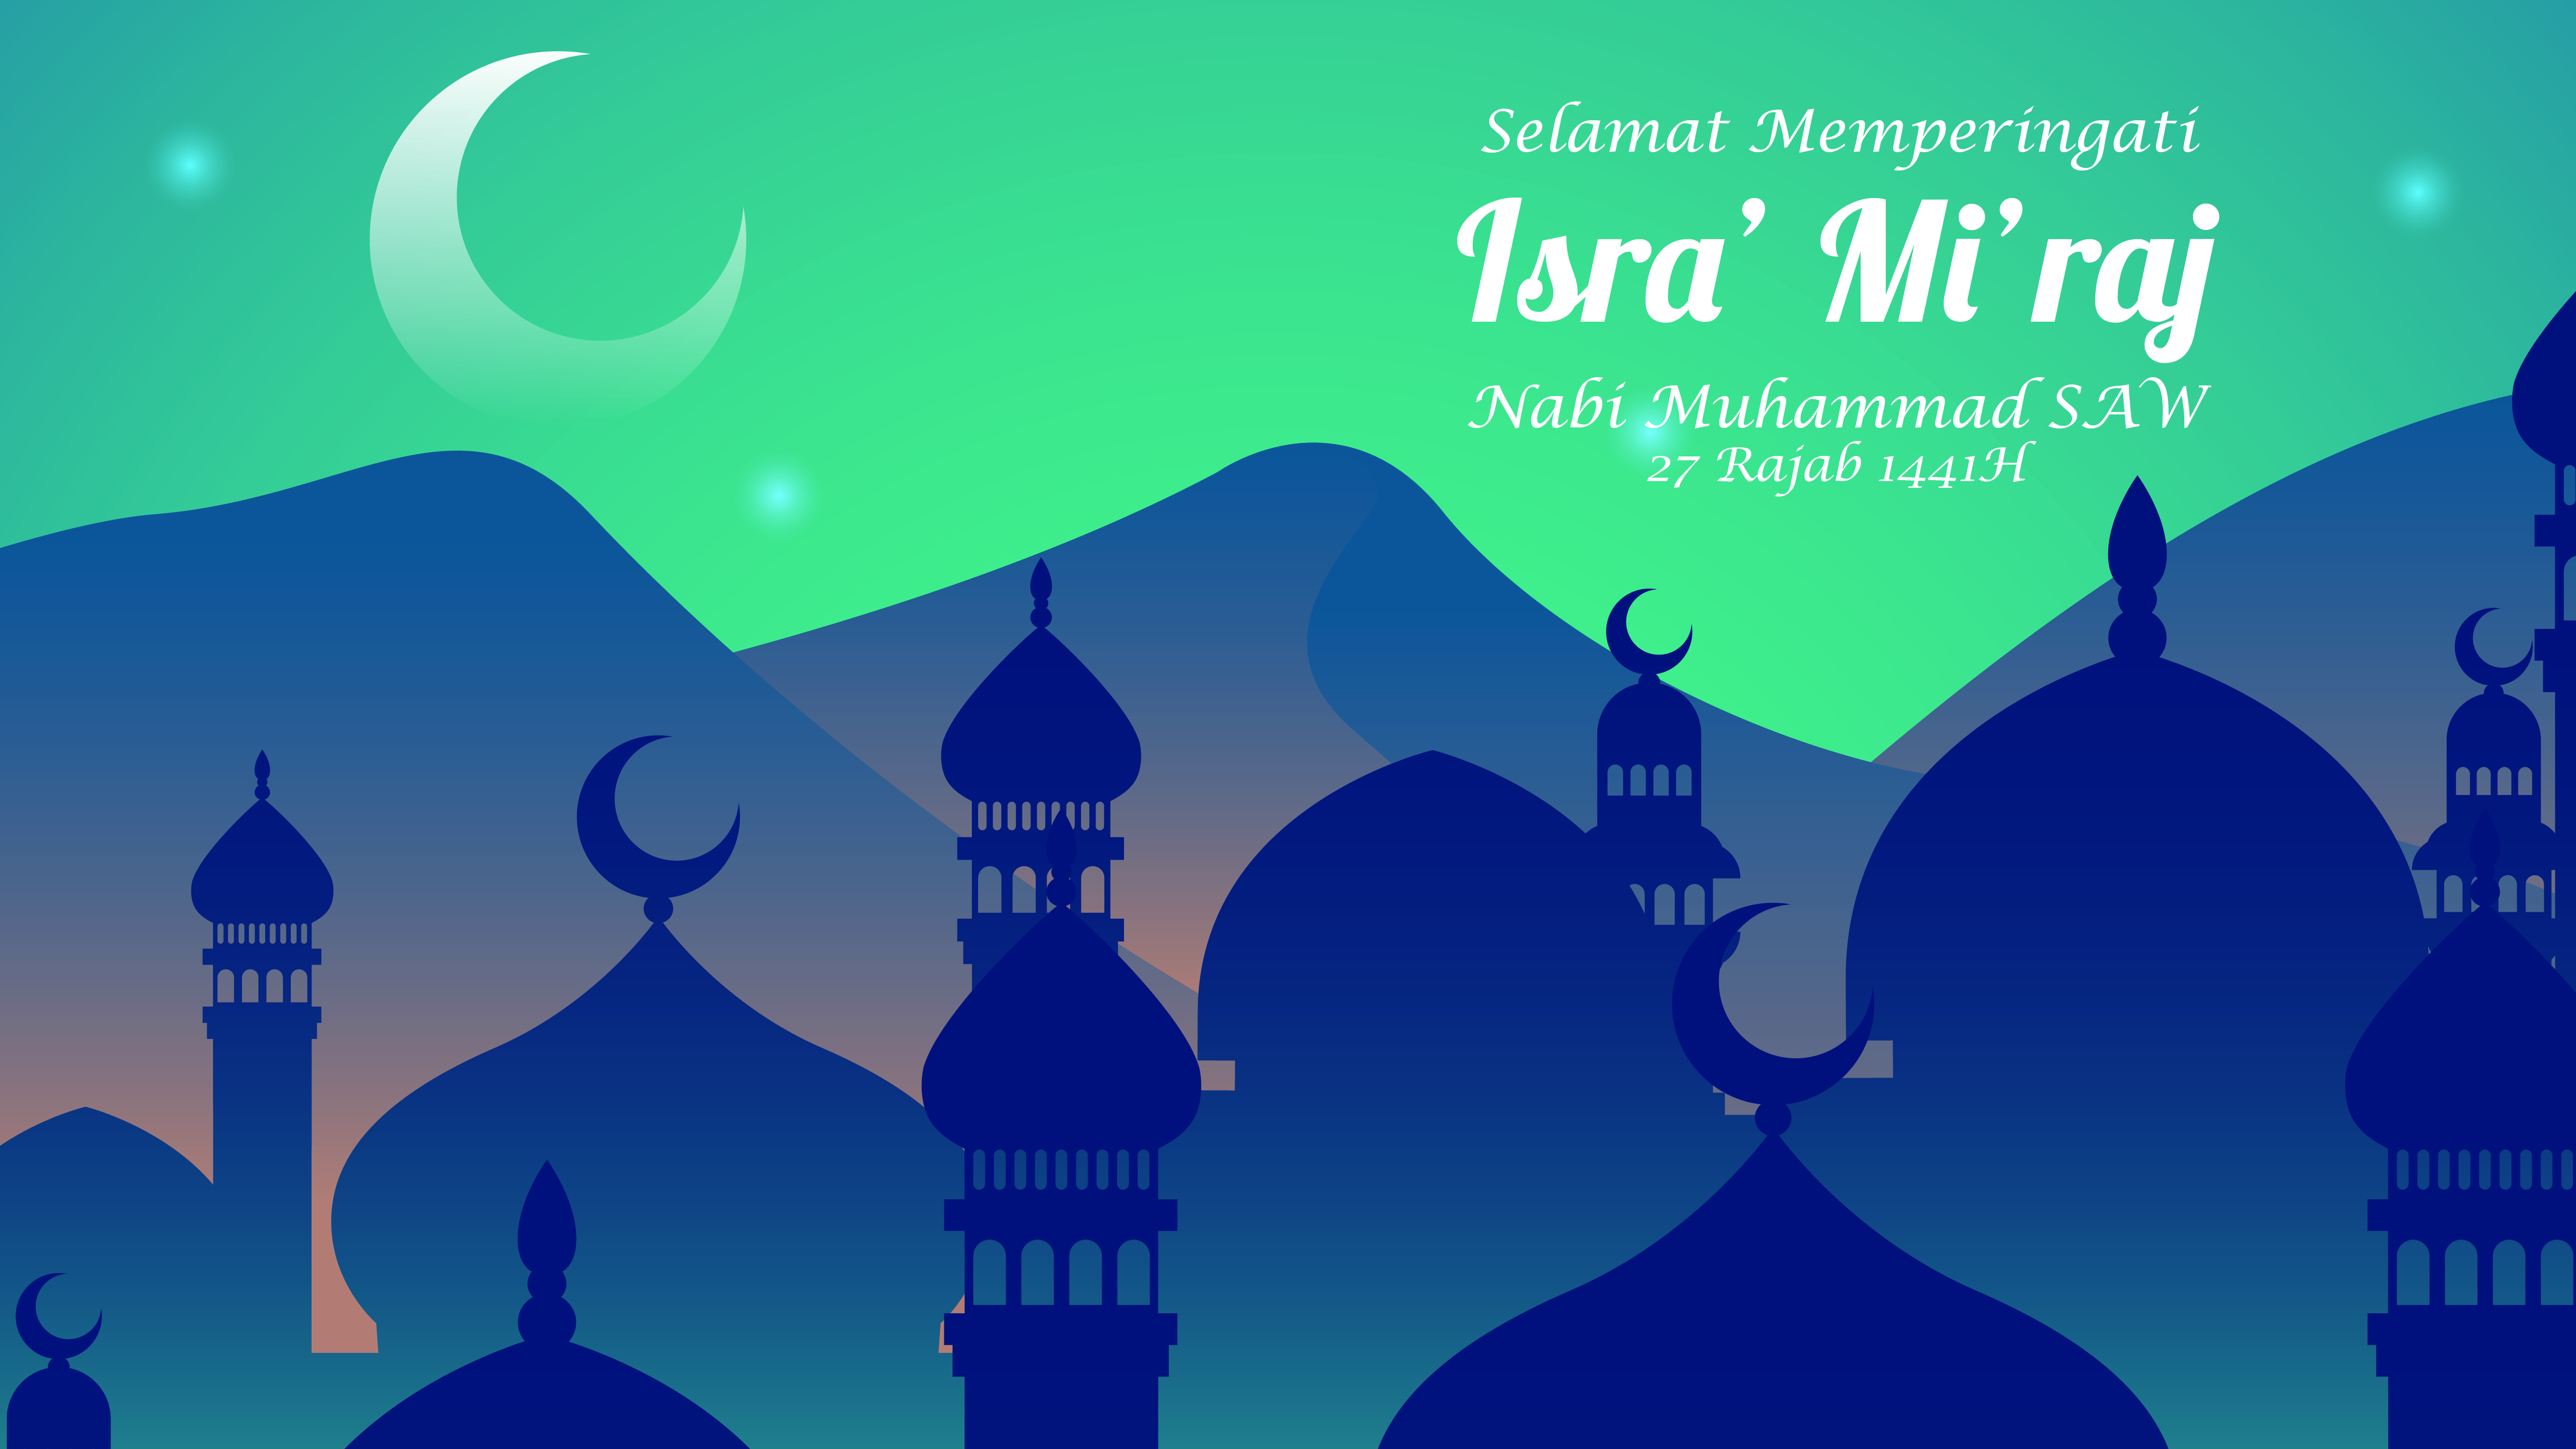 Selamat Memperingati
Isra’ Mi’raj
Nabi Muhammad SAW
27 Rajab 1441H